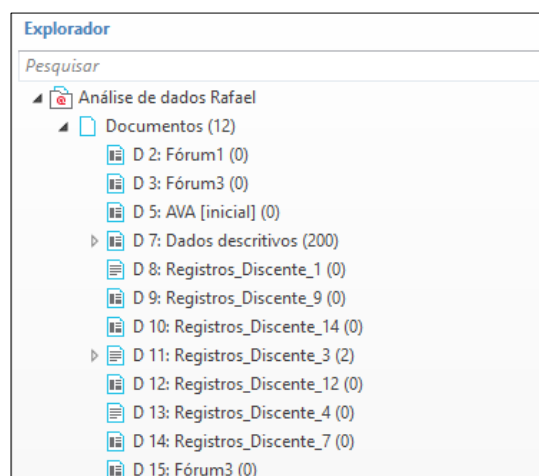 Explorador
Pesquisar
Análise de dados Rafael
Documentos (12)
D 2: Fórum1 (0)
D 3: Fórum3 (0)
D 5: AVA [inicial] (0)
D 7: Dados descritivos (200)
D 8: Registros_Discente_1 (0)
D 9: Registros_Discente_9 (0)
D 10: Registros_Discente_14 (0)
D 11: Registros_Discente_3 (2)
D 12: Registros_Discente_12 (0)
D 13: Registros_Discente_4 (0)
D 14: Registros_Discente_7 (0)
D 15: Fórum3 (0)